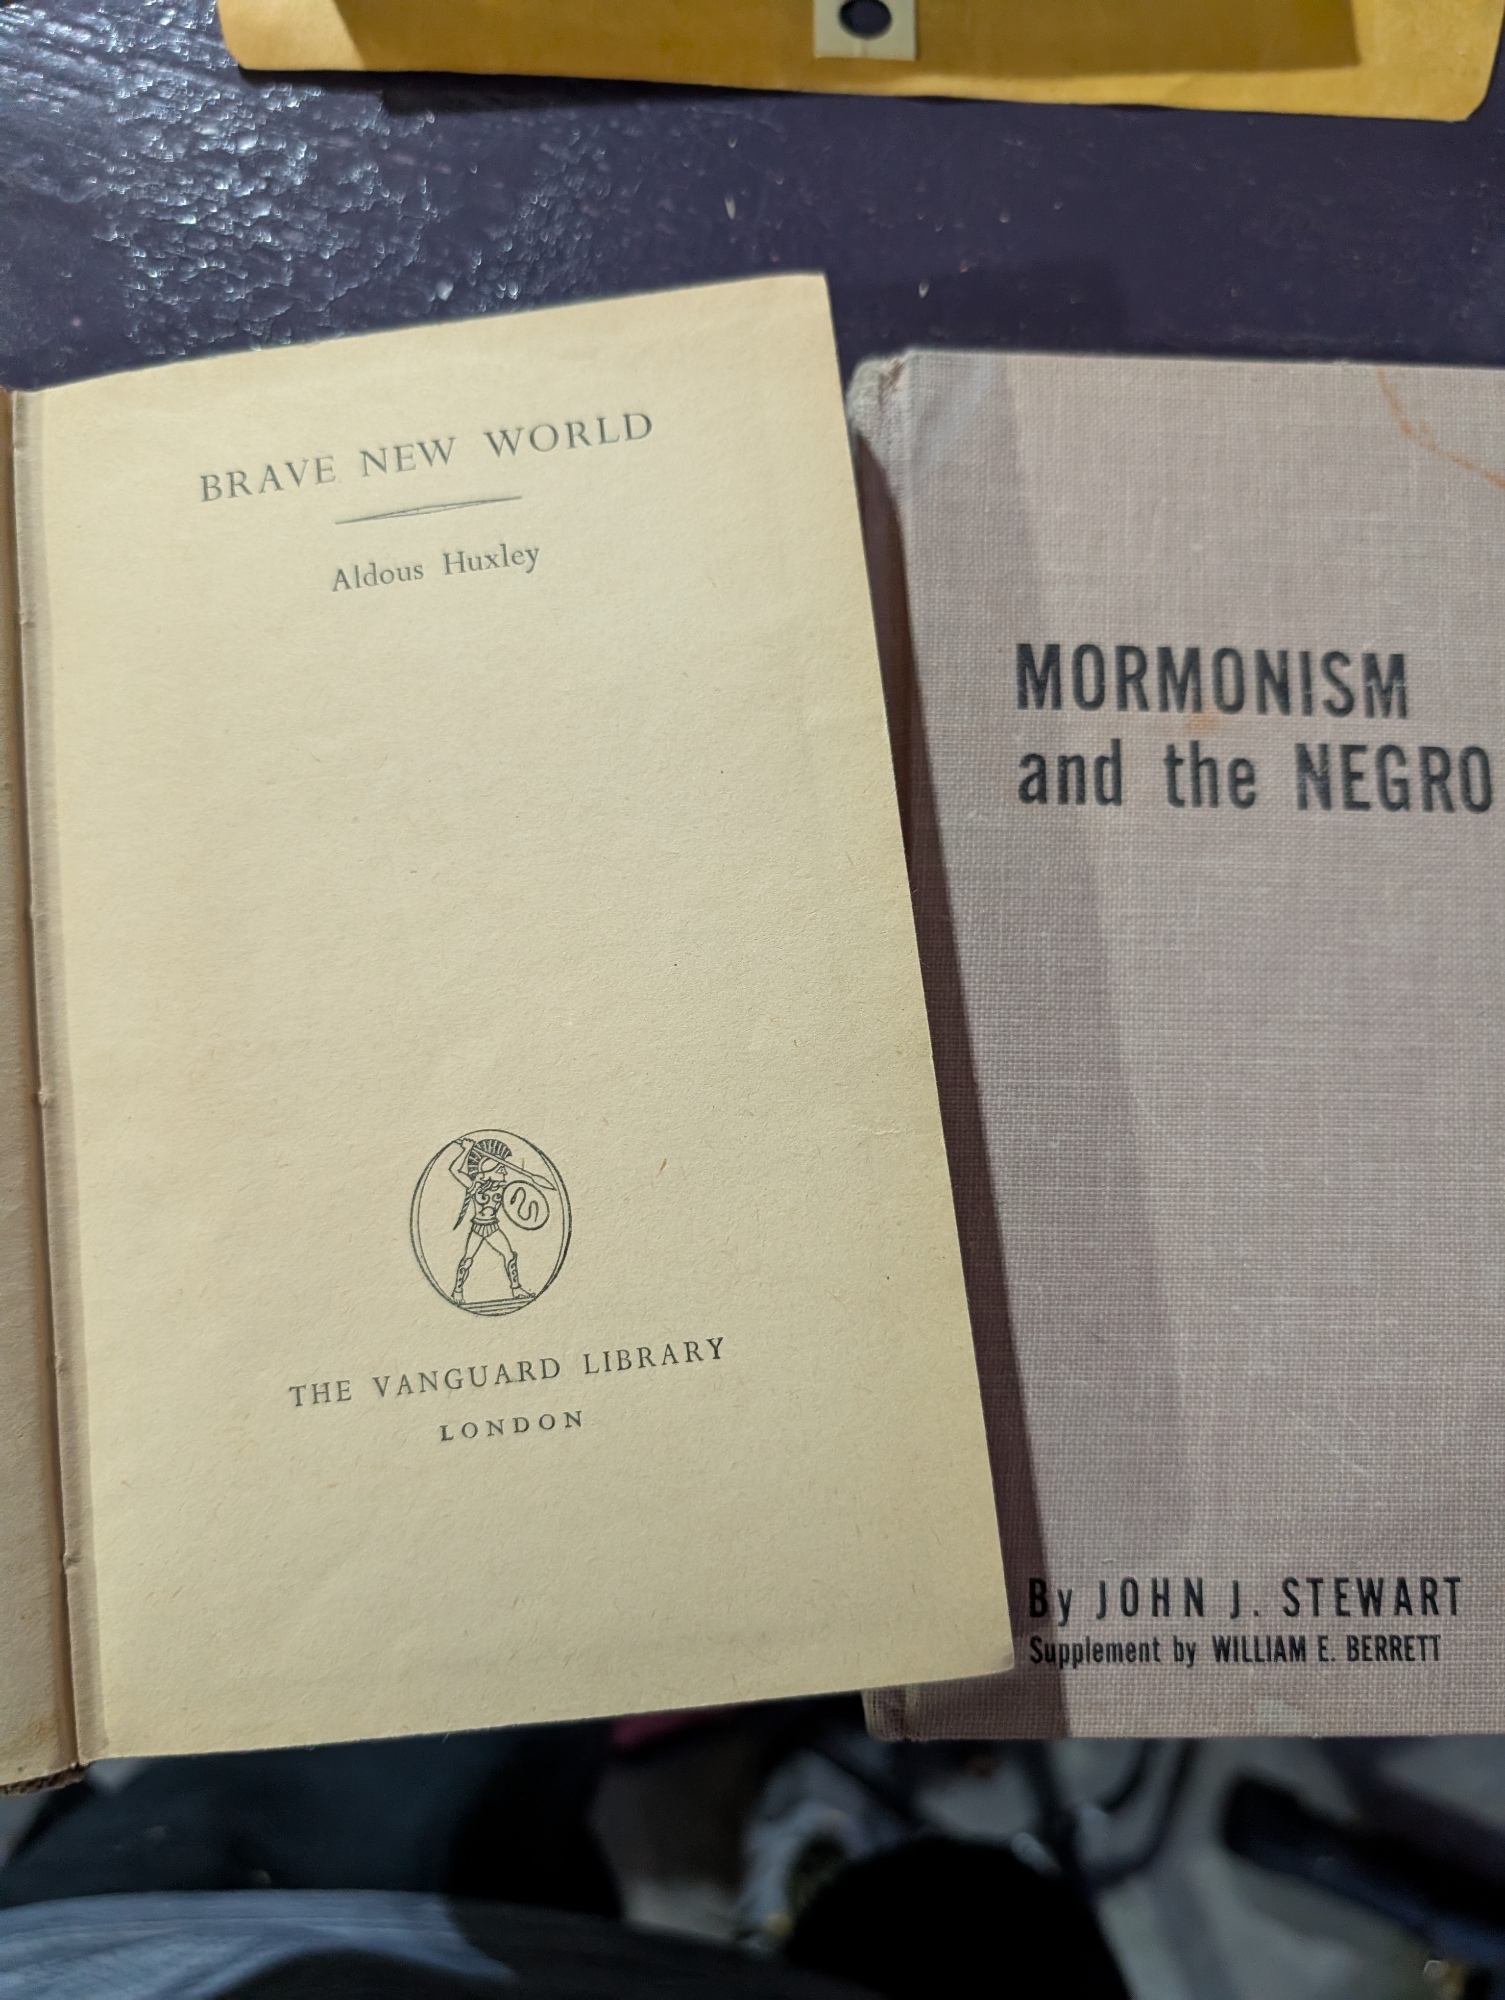 BRAVE NEW WORLD
Aldous Huxley
THE VANGUARD LIBRARY
LONDON
MORMONISM
and the NEGRO
By JOHN J. STEWART
Supplement by WILLIAM E. BERRETT